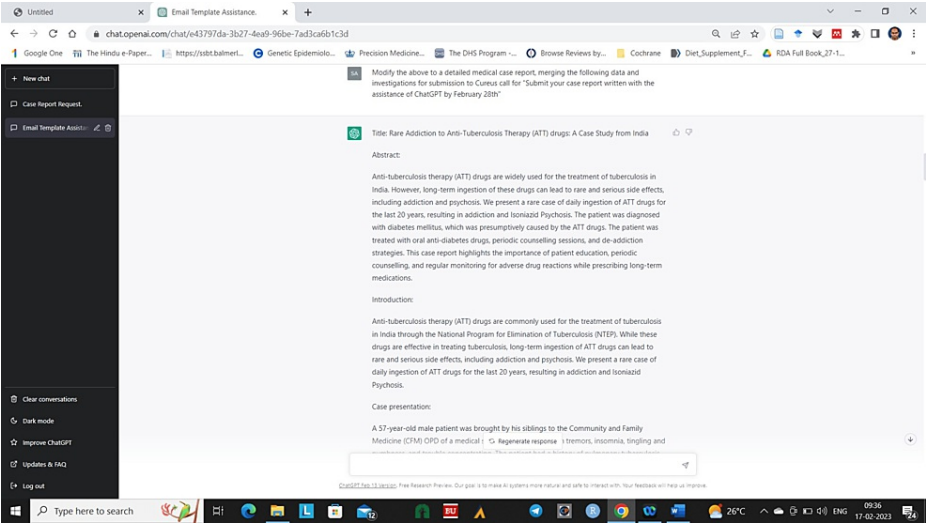 Untitled
Email Template Assistance.
chat.openai.com/chat/e43797da-3b27-4ea9-96be-7ad3ca6b1c3d
Google One
The Hindu e-Paper...
https://ssbt.balmerl...
Genetic Epidemiolo...
Precision Medicine...
The DHS Program -...
Browse Reviews by...
Cochrane
Diet_Supplement_F...
RDA Full Book_27-1...
»
+ New chat
Case Report Request.
Email Template Assistan
SA
Modify the above to a detailed medical case report, merging the following data and
investigations for submission to Cureus call for "Submit your case report written with the
assistance of ChatGPT by February 28th"
Title: Rare Addiction to Anti-Tuberculosis Therapy (ATT) drugs: A Case Study from India
Abstract:
Anti-tuberculosis therapy (ATT) drugs are widely used for the treatment of tuberculosis in
India. However, long-term ingestion of these drugs can lead to rare and serious side effects,
including addiction and psychosis. We present a rare case of daily ingestion of ATT drugs for
the last 20 years, resulting in addiction and Isoniazid Psychosis. The patient was diagnosed
with diabetes mellitus, which was presumptively caused by the ATT drugs. The patient was
treated with oral anti-diabetes drugs, periodic counselling sessions, and de-addiction
strategies. This case report highlights the importance of patient education, periodic
counselling, and regular monitoring for adverse drug reactions while prescribing long-term
medications.
Introduction:
Anti-tuberculosis therapy (ATT) drugs are commonly used for the treatment of tuberculosis
in India through the National Program for Elimination of Tuberculosis (NTEP). While these
drugs are effective in treating tuberculosis, long-term ingestion of ATT drugs can lead to
rare and serious side effects, including addiction and psychosis. We present a rare case of
daily ingestion of ATT drugs for the last 20 years, resulting in addiction and Isoniazid
Psychosis.
Case presentation:
A 57-year-old male patient was brought by his siblings to the Community and Family
Medicine (CFM) OPD of a medical
Regenerate response
tremors, insomnia, tingling and
Clear conversations
Dark mode
Improve ChatGPT
Updates & FAQ
Log out
ChatGPT Feb 13 Version. Free Research Preview. Our goal is to make AI systems more natural and safe to interact with. Your feedback will help us improve.
Type here to search
L
BU
26°C
ENG
09:36
17-02-2023